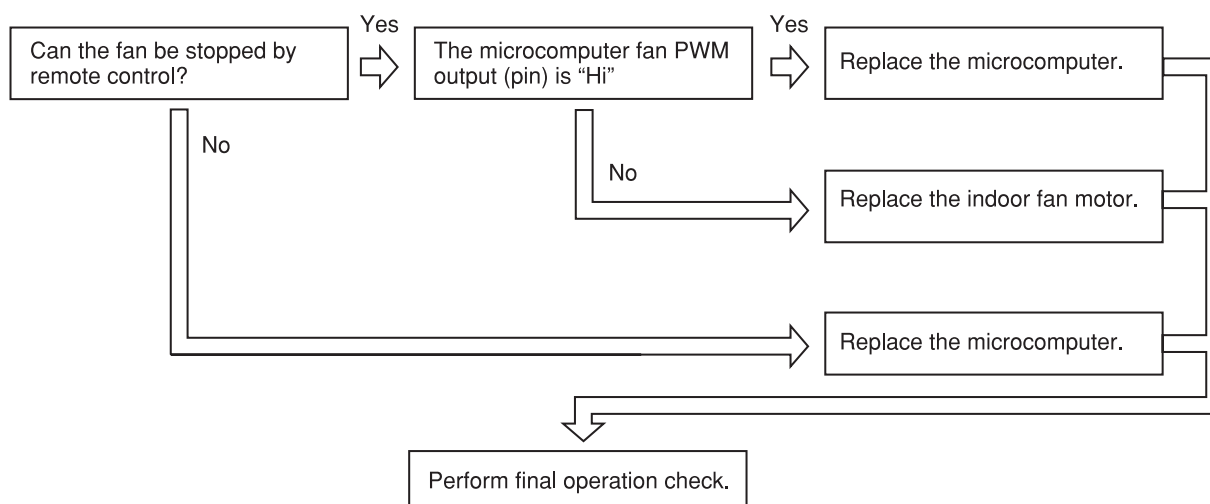 Yes
Yes
Can the fan be stopped by
remote control?
The microcomputer fan PWM
output (pin) is “Hi”
Replace the microcomputer.
No
No
Replace the indoor fan motor.
Replace the microcomputer.
Perform final operation check.